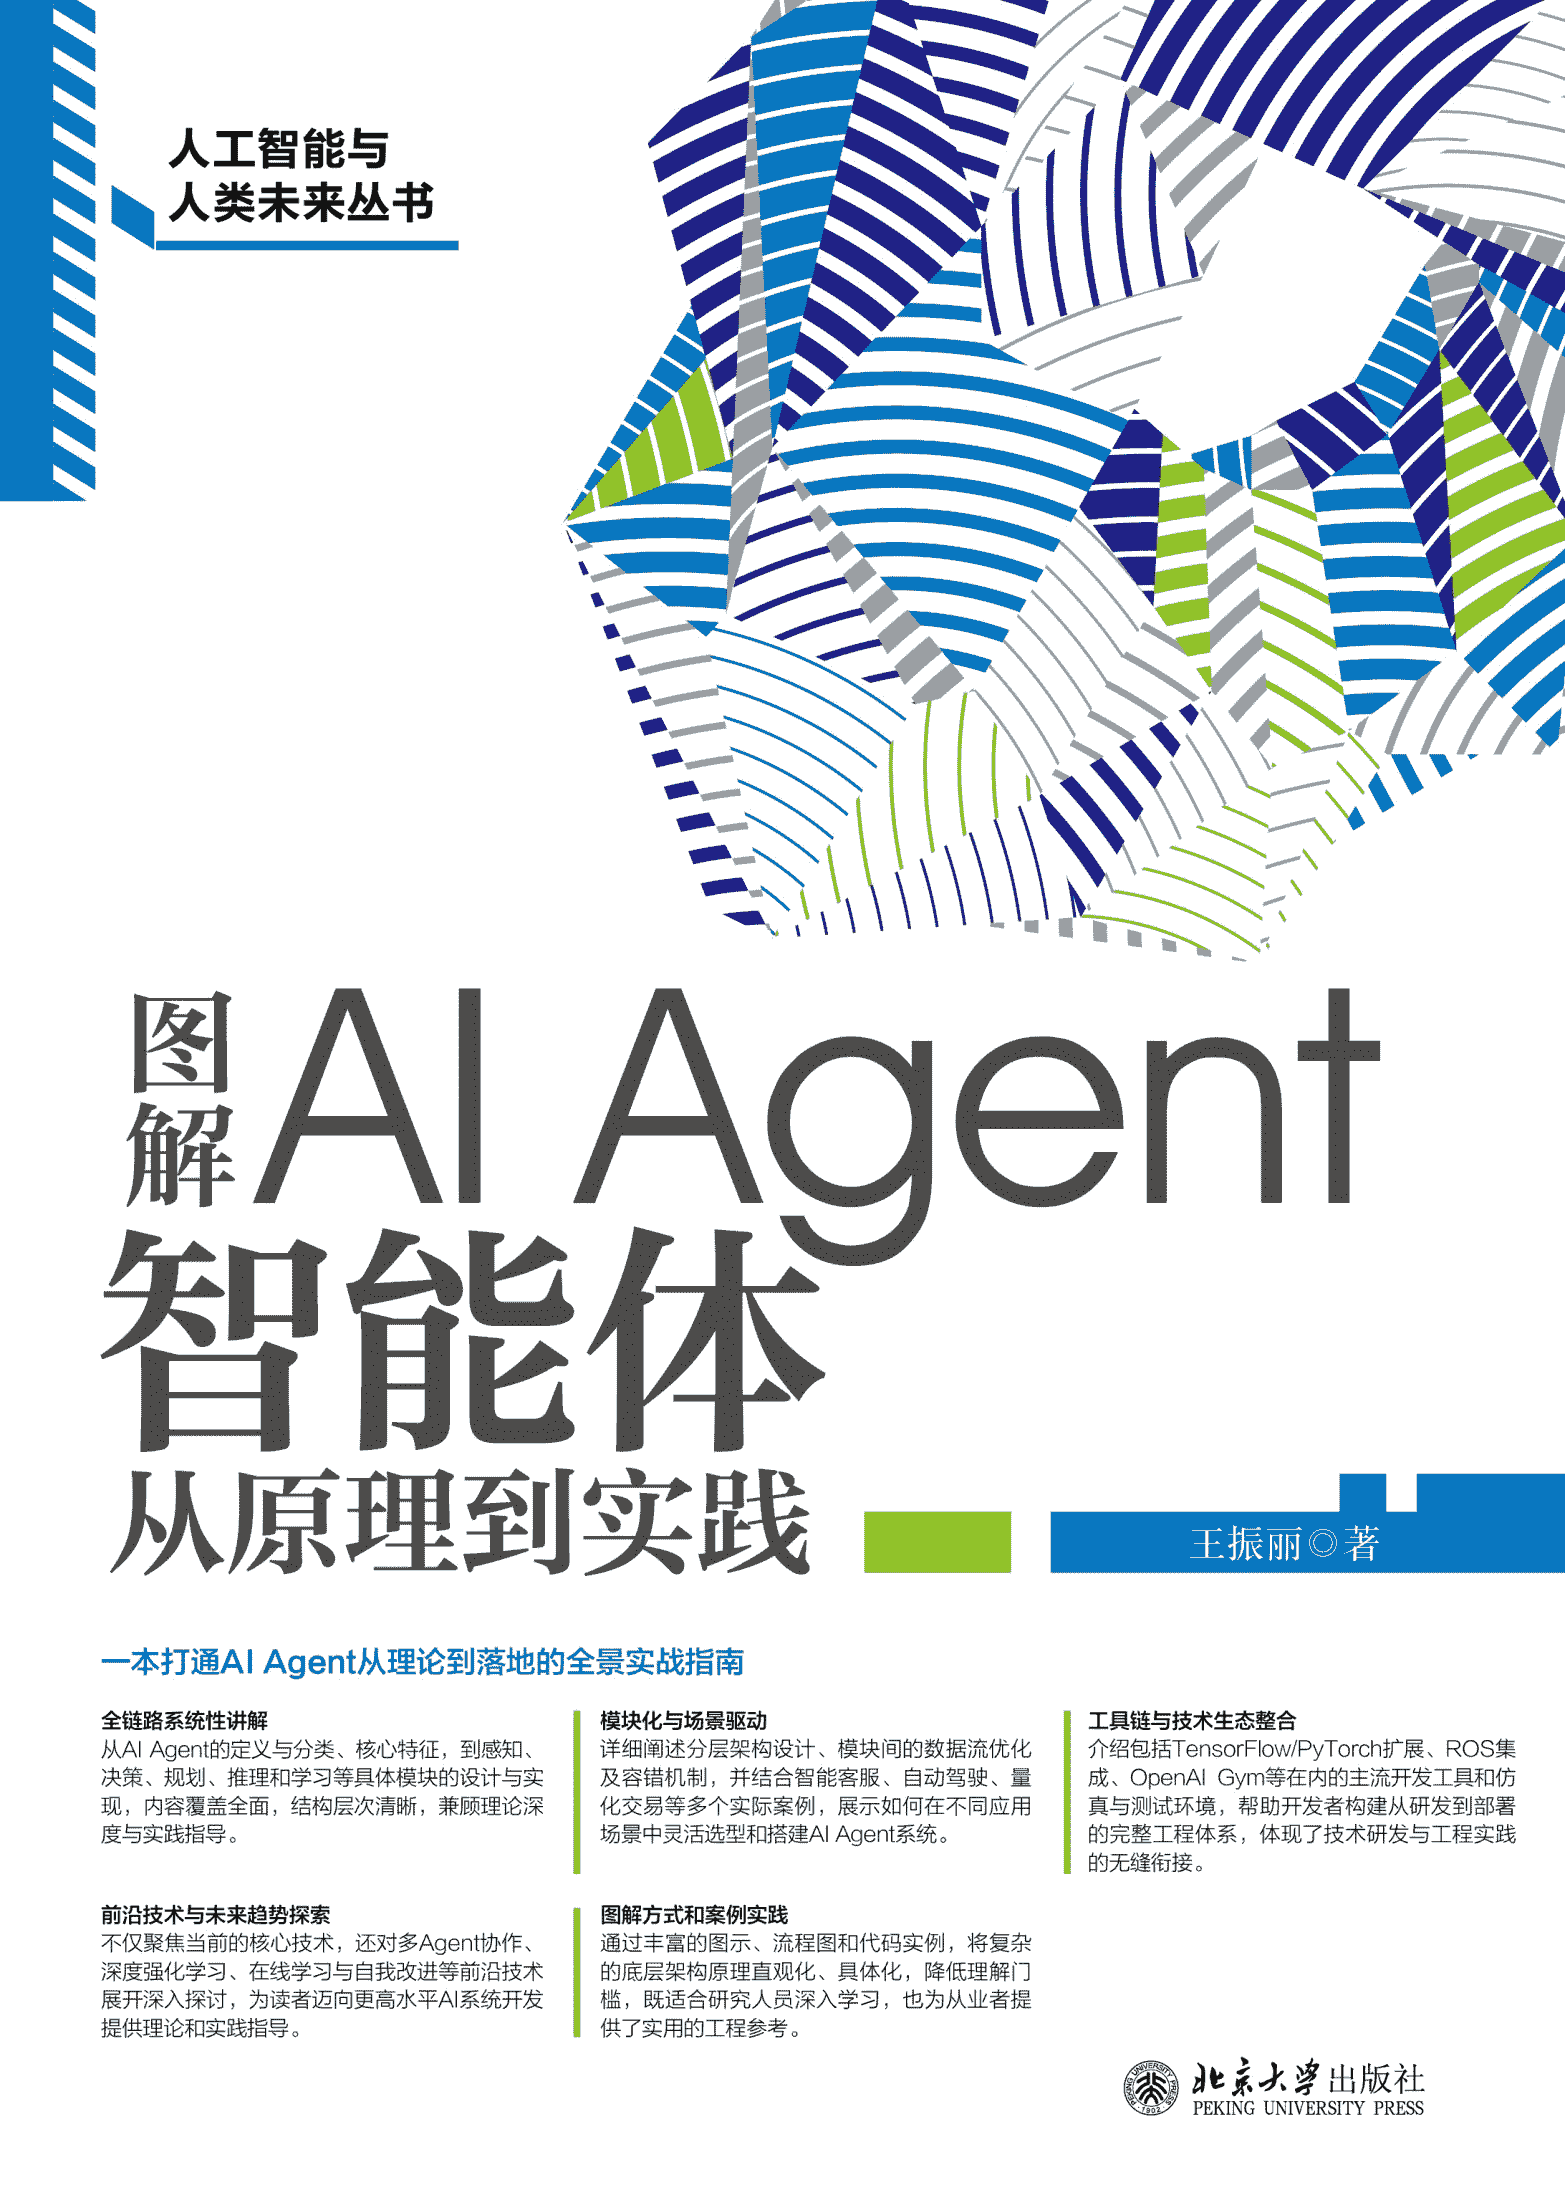 人工智能与
人类未来丛书
图解
AI Agent
智能体
从原理到实践
王振丽◎著
一本打通AI Agent从理论到落地的全景实战指南
全链路系统性讲解
从AI Agent的定义与分类、核心特征，到感知、
决策、规划、推理和学习等具体模块的设计与实
现，内容覆盖全面，结构层次清晰，兼顾理论深
度与实践指导。
模块化与场景驱动
详细阐述分层架构设计、模块间的数据流优化
及容错机制，并结合智能客服、自动驾驶、量
化交易等多个实际案例，展示如何在不同应用
场景中灵活选型和搭建AI Agent系统。
工具链与技术生态整合
介绍包括TensorFlow/PyTorch扩展、ROS集
成、OpenAI Gym等在内的主流开发工具和仿
真与测试环境，帮助开发者构建从研发到部署
的完整工程体系，体现了技术研发与工程实践
的无缝衔接。
前沿技术与未来趋势探索
不仅聚焦当前的核心技术，还对多Agent协作、
深度强化学习、在线学习与自我改进等前沿技术
展开深入探讨，为读者迈向更高水平AI系统开发
提供理论和实践指导。
图解方式和案例实践
通过丰富的图示、流程图和代码实例，将复杂
的底层架构原理直观化、具体化，降低理解门
槛，既适合研究人员深入学习，也为从业者提
供了实用的工程参考。
PEKING UNIVERSITY PRESS
·1902·
北京大学出版社
PEKING UNIVERSITY PRESS